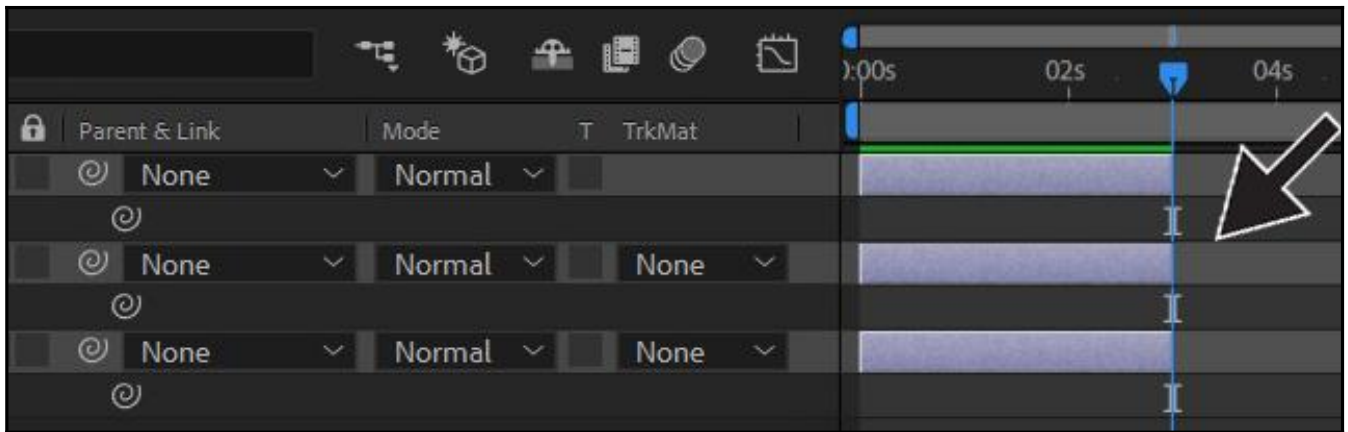 ):00s 02s 04s
Parent & Link Mode T TrkMat
None Normal
None Normal None
None Normal None